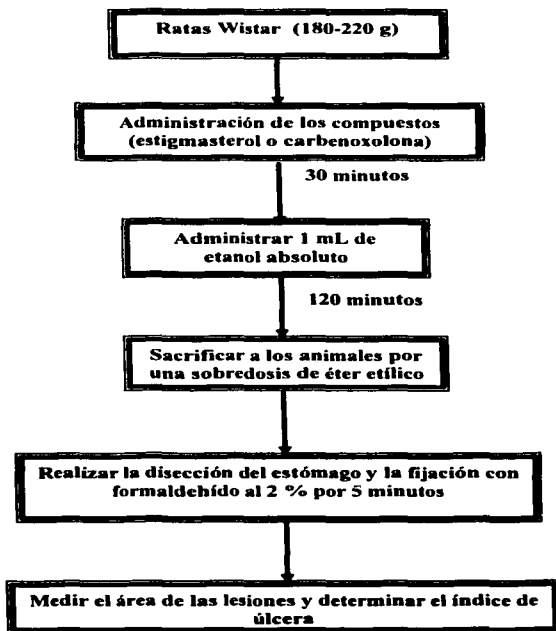 Ratas Wistar (180-220 g)
Administración de los compuestos
(estigmasterol o carbenoxolona)
30 minutos
Administrar 1 mL de
etanol absoluto
120 minutos
Sacrificar a los animales por
una sobredosis de éter etílico
Realizar la disección del estómago y la fijación con
formaldehído al 2 % por 5 minutos
Medir el área de las lesiones y determinar el índice de
úlcera